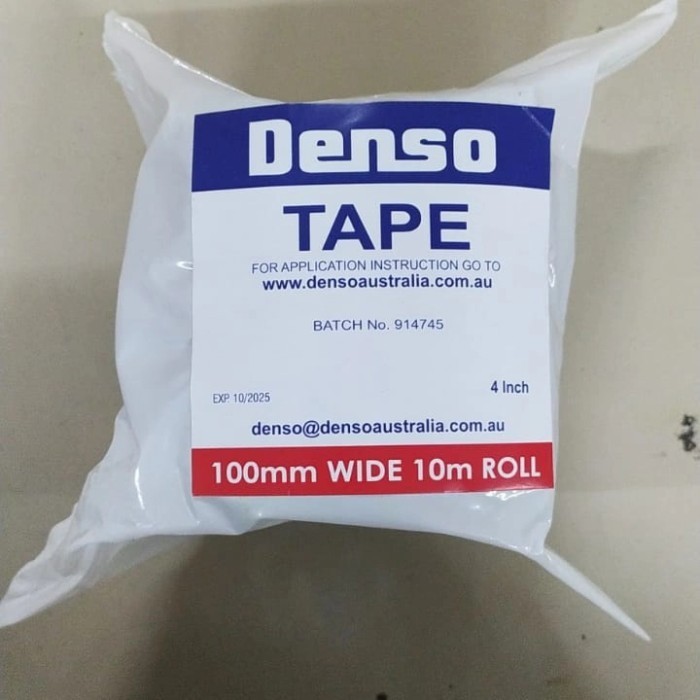 Denso
TAPE
FOR APPLICATION INSTRUCTION GO TO
www.densoaustralia.com.au
BATCH No. 914745
4 Inch
EXP. 10/2025
denso@densoaustralia.com.au
100mm WIDE 10m ROLL